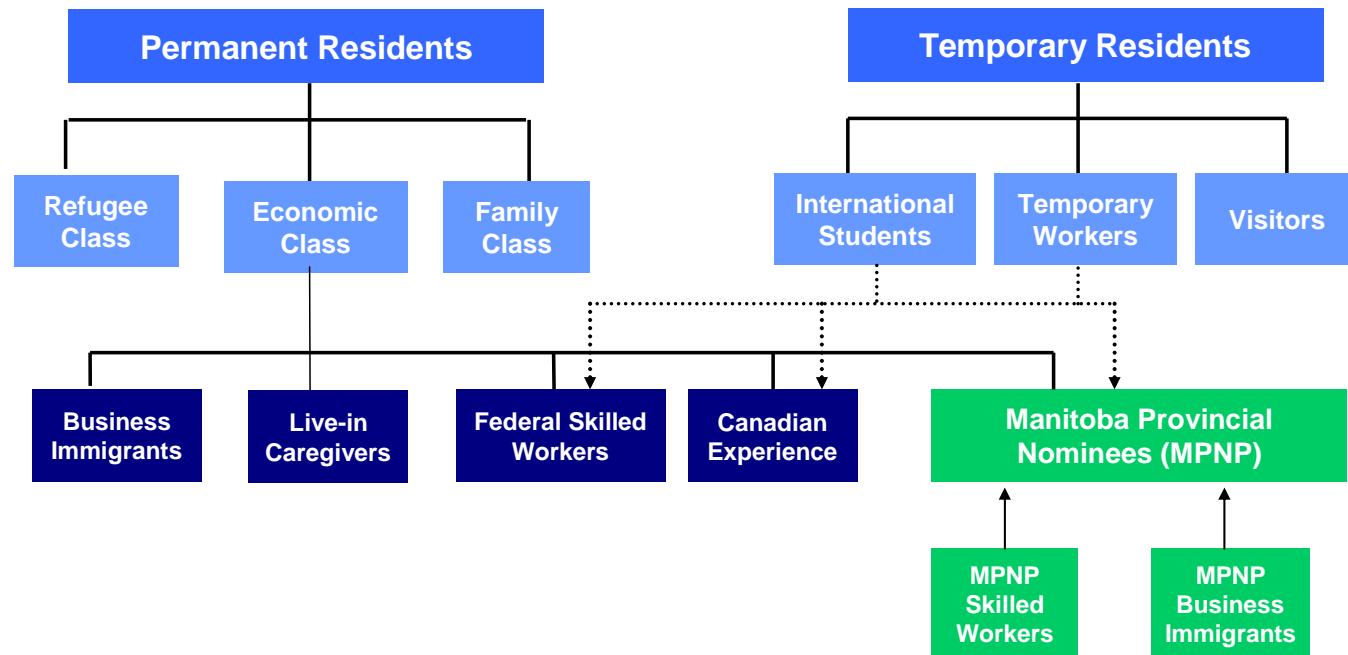 Permanent Residents
Temporary Residents
Refugee
Class
Economic
Class
Family
Class
International
Students
Temporary
Workers
Visitors
Business
Immigrants
Live-in
Caregivers
Federal Skilled
Workers
Canadian
Experience
Manitoba Provincial
Nominees (MPNP)
MPNP
Skilled
Workers
MPNP
Business
Immigrants